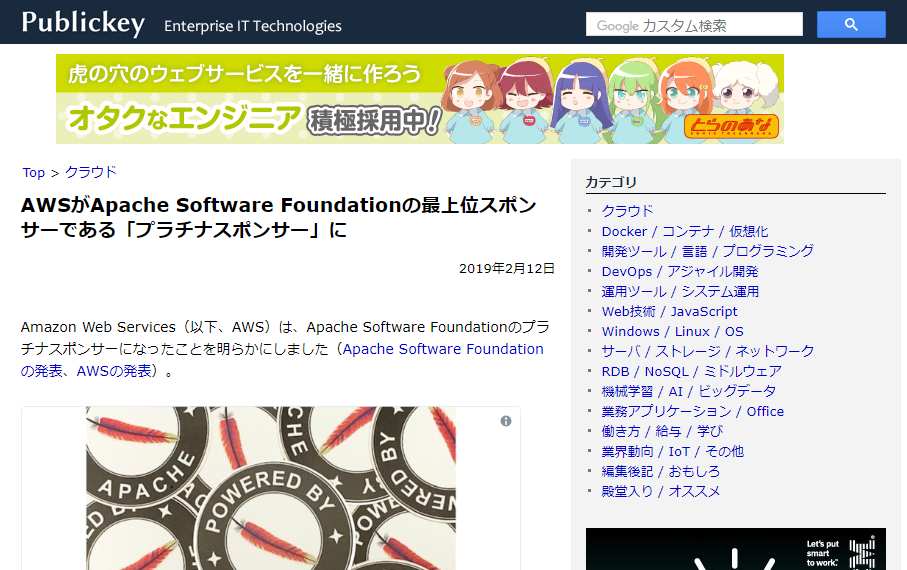 Publickey Enterprise IT Technologies
Google カスタム検索
虎の穴のウェブサービスを一緒に作ろう
オタクなエンジニア 積極採用中!
とらのあな
Top > クラウド
AWSがApache Software Foundationの最上位スポン
サーである「プラチナスポンサー」に
2019年2月12日
Amazon Web Services（以下、AWS）は、Apache Software Foundationのプラ
チナスポンサーになったことを明らかにしました（Apache Software Foundation
の発表、AWSの発表）。
APACHE
POWERED BY
POWERED BY
カテゴリ
クラウド
Docker / コンテナ / 仮想化
開発ツール / 言語 / プログラミング
DevOps / アジャイル開発
運用ツール / システム運用
Web技術 / JavaScript
Windows / Linux / OS
サーバ / ストレージ / ネットワーク
RDB / NoSQL / ミドルウェア
機械学習 / AI / ビッグデータ
業務アプリケーション / Office
働き方 / 給与 / 学び
業界動向 / IoT / その他
編集後記 / おもしろ
殿堂入り / オススメ
Let's put
smart
to work.